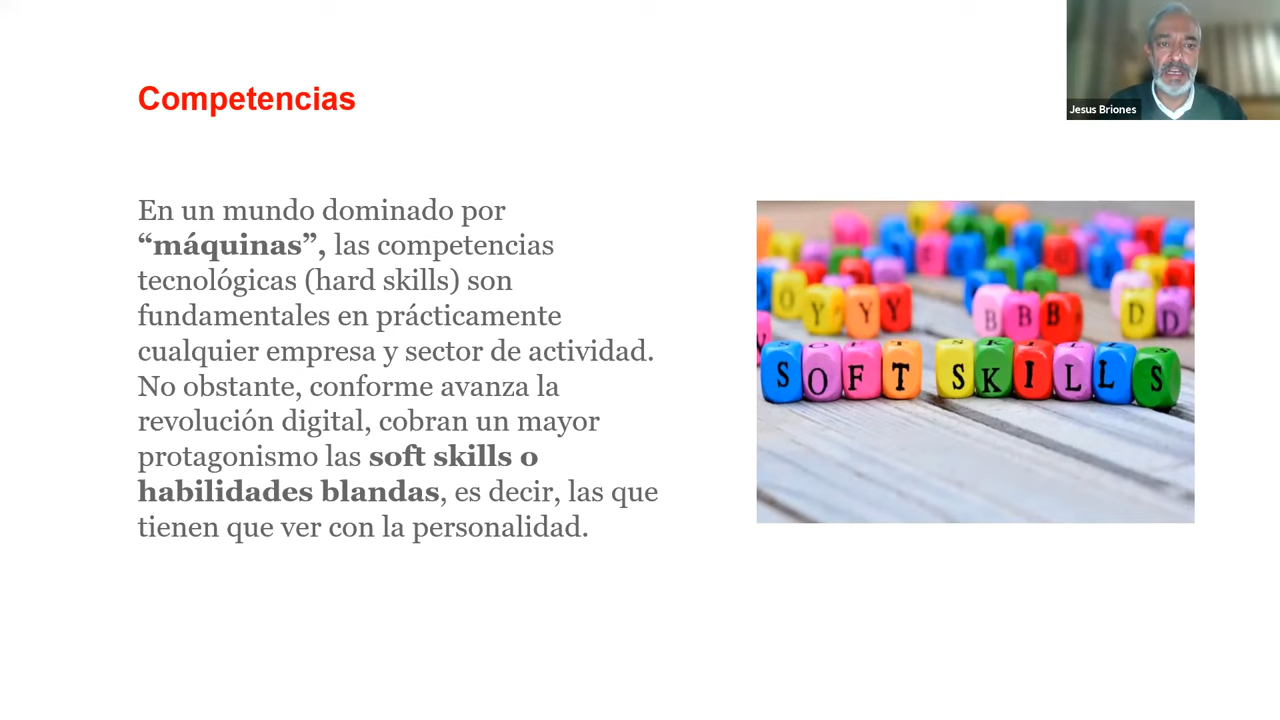 Competencias
Jesus Briones
En un mundo dominado por
“máquinas”, las competencias
tecnológicas (hard skills) son
fundamentales en prácticamente
cualquier empresa y sector de actividad.
No obstante, conforme avanza la
revolución digital, cobran un mayor
protagonismo las soft skills o
habilidades blandas, es decir, las que
tienen que ver con la personalidad.
O Y Y Y B B B D D
SOFT SKILLS